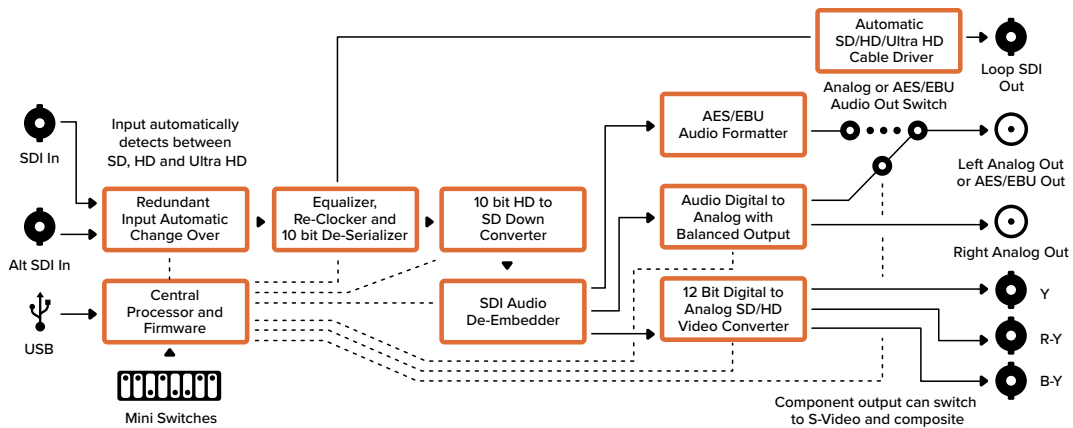 Automatic
SD/HD/Ultra HD
Cable Driver
Loop SDI
Out
Analog or AES/EBU
Audio Out Switch
SDI In
Input automatically
detects between
SD, HD and Ultra HD
AES/EBU
Audio Formatter
Left Analog Out
or AES/EBU Out
Alt SDI In
Redundant
Input Automatic
Change Over
Equalizer,
Re-Clocker and
10 bit De-Serializer
10 bit HD to
SD Down
Converter
Audio Digital to
Analog with
Balanced Output
Right Analog Out
USB
Central
Processor and
Firmware
SDI Audio
De-Embedder
12 Bit Digital to
Analog SD/HD
Video Converter
Y
R-Y
B-Y
Mini Switches
Component output can switch
to S-Video and composite